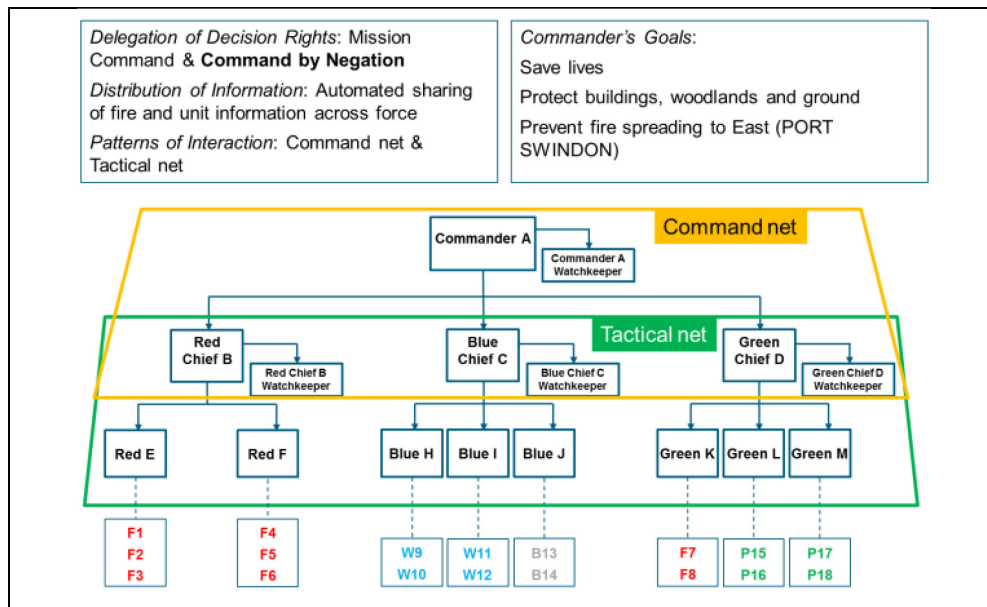 Delegation of Decision Rights: Mission
Command & Command by Negation
Distribution of Information: Automated sharing
of fire and unit information across force
Patterns of Interaction: Command net &
Tactical net
Commander's Goals:
Save lives
Protect buildings, woodlands and ground
Prevent fire spreading to East (PORT
SWINDON)
Command net
Commander A
Commander A
Watchkeeper
Tactical net
Red
Chief B
Red Chief B
Watchkeeper
Blue
Chief C
Blue Chief C
Watchkeeper
Green
Chief D
Green Chief D
Watchkeeper
Red E
Red F
Blue H
Blue I
Blue J
Green K
Green L
Green M
F1
F2
F3
F4
F5
F6
W9
W10
W11
W12
B13
B14
F7
F8
P15
P16
P17
P18